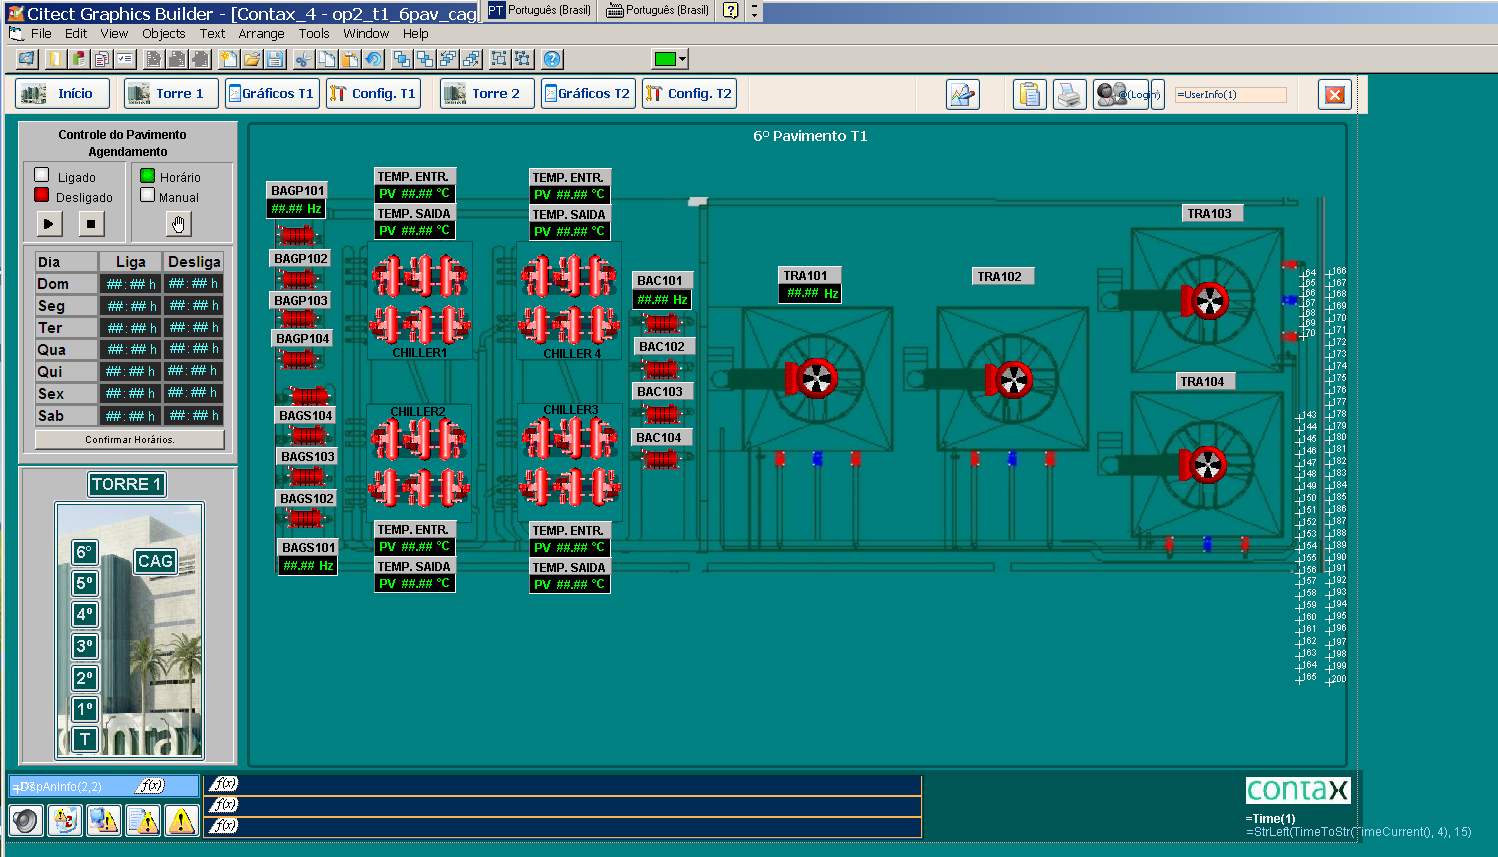 Citect Graphics Builder - [Contax_4 - op2_t1_6pav_cag
PT Português (Brasil) Português (Brasil)
File Edit View Objects Text Arrange Tools Window Help
Início Torre 1 Gráficos T1 Config. T1 Torre 2 Gráficos T2 Config. T2 @(Login) =UserInfo(1)
Controle do Pavimento
Agendamento
Ligado
Desligado
Horário
Manual
Dia Liga Desliga
Dom ##:## h ##:## h
Seg ##:## h ##:## h
Ter ##:## h ##:## h
Qua ##:## h ##:## h
Qui ##:## h ##:## h
Sex ##:## h ##:## h
Sab ##:## h ##:## h
Confirmar Horários.
TORRE 1
6º
CAG
5º
4º
3º
2º
1º
T
6º Pavimento T1
BAGP101
##.## Hz
BAGP102
BAGP103
BAGP104
BAGS104
BAGS103
BAGS102
BAGS101
##.## Hz
TEMP. ENTR.
PV ##.## °C
TEMP. SAIDA
PV ##.## °C
CHILLER1
TEMP. ENTR.
PV ##.## °C
TEMP. SAIDA
PV ##.## °C
CHILLER 4
CHILLER2
TEMP. ENTR.
PV ##.## °C
TEMP. SAIDA
PV ##.## °C
CHILLER3
TEMP. ENTR.
PV ##.## °C
TEMP. SAIDA
PV ##.## °C
BAC101
##.## Hz
BAC102
BAC103
BAC104
TRA101
##.## Hz
TRA102
TRA103
TRA104
64
65
66
67
68
69
70
143
144
145
146
147
148
149
150
151
152
153
154
155
156
157
158
159
160
161
162
163
164
165
166
167
168
169
170
171
172
173
174
175
176
177
178
179
180
181
182
183
184
185
186
187
188
189
190
191
192
193
194
195
196
197
198
199
200
DspAnInfo(2,2) f(x)
f(x)
f(x)
f(x)
contax
=Time(1)
=StrLeft(TimeToStr(TimeCurrent(), 4), 15)